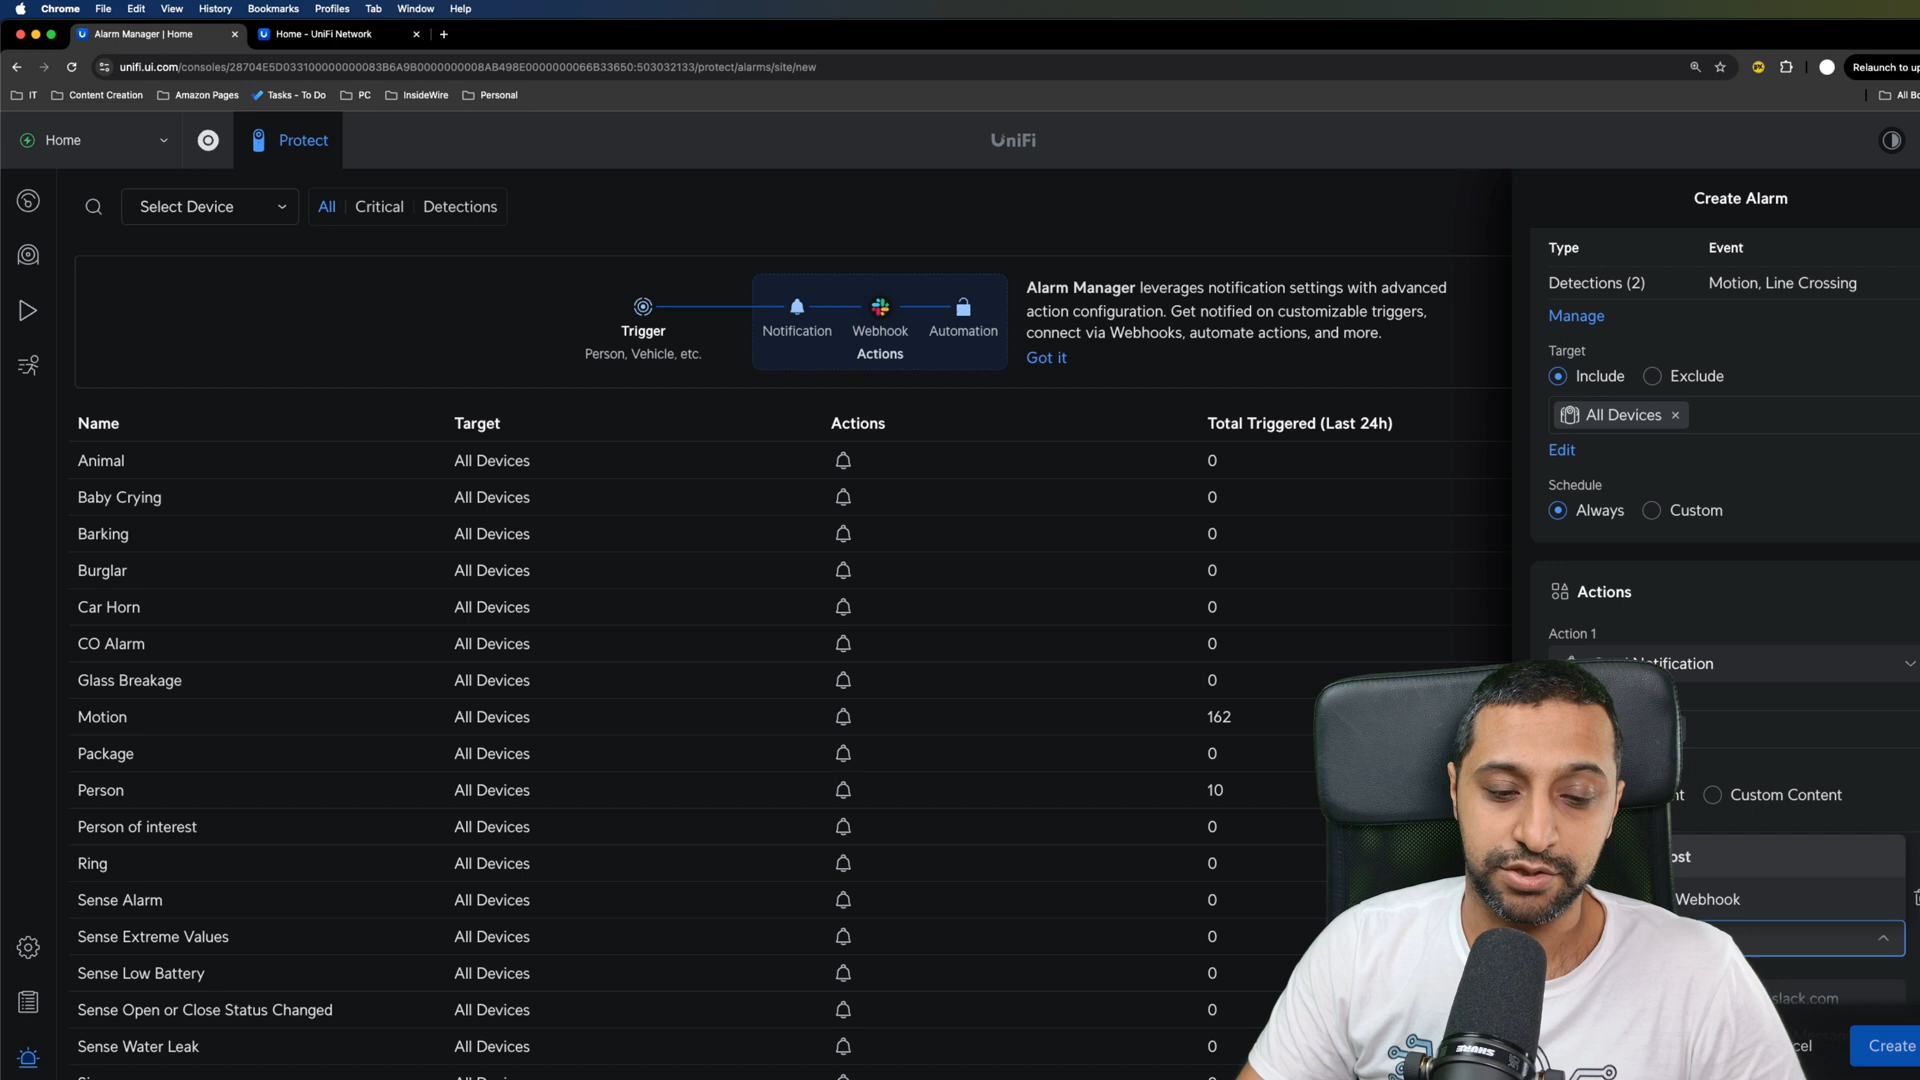 Chrome File Edit View History Bookmarks Profiles Tab Window Help
Alarm Manager | Home
Home - UniFi Network
unifi.ui.com/consoles/28704E5D033100000000083B6A9B0000000008AB498E0000000066B33650:503032133/protect/alarms/site/new
Relaunch to up
IT Content Creation Amazon Pages Tasks - To Do PC InsideWire Personal
All Bo
Home
Protect
UniFi
Select Device
All Critical Detections
Create Alarm
Type Event
Detections (2) Motion, Line Crossing
Manage
Target
Include Exclude
All Devices
Edit
Schedule
Always Custom
Trigger
Person, Vehicle, etc.
Notification Webhook Automation
Actions
Alarm Manager leverages notification settings with advanced
action configuration. Get notified on customizable triggers,
connect via Webhooks, automate actions, and more.
Got it
Name Target Actions Total Triggered (Last 24h)
Animal All Devices 0
Baby Crying All Devices 0
Barking All Devices 0
Burglar All Devices 0
Car Horn All Devices 0
CO Alarm All Devices 0
Glass Breakage All Devices 0
Motion All Devices 162
Package All Devices 0
Person All Devices 10
Person of interest All Devices 0
Ring All Devices 0
Sense Alarm All Devices 0
Sense Extreme Values All Devices 0
Sense Low Battery All Devices 0
Sense Open or Close Status Changed All Devices 0
Sense Water Leak All Devices 0
Actions
Action 1
Notification
Custom Content
ost
Webhook
slack.com
cel
Create
SHURE